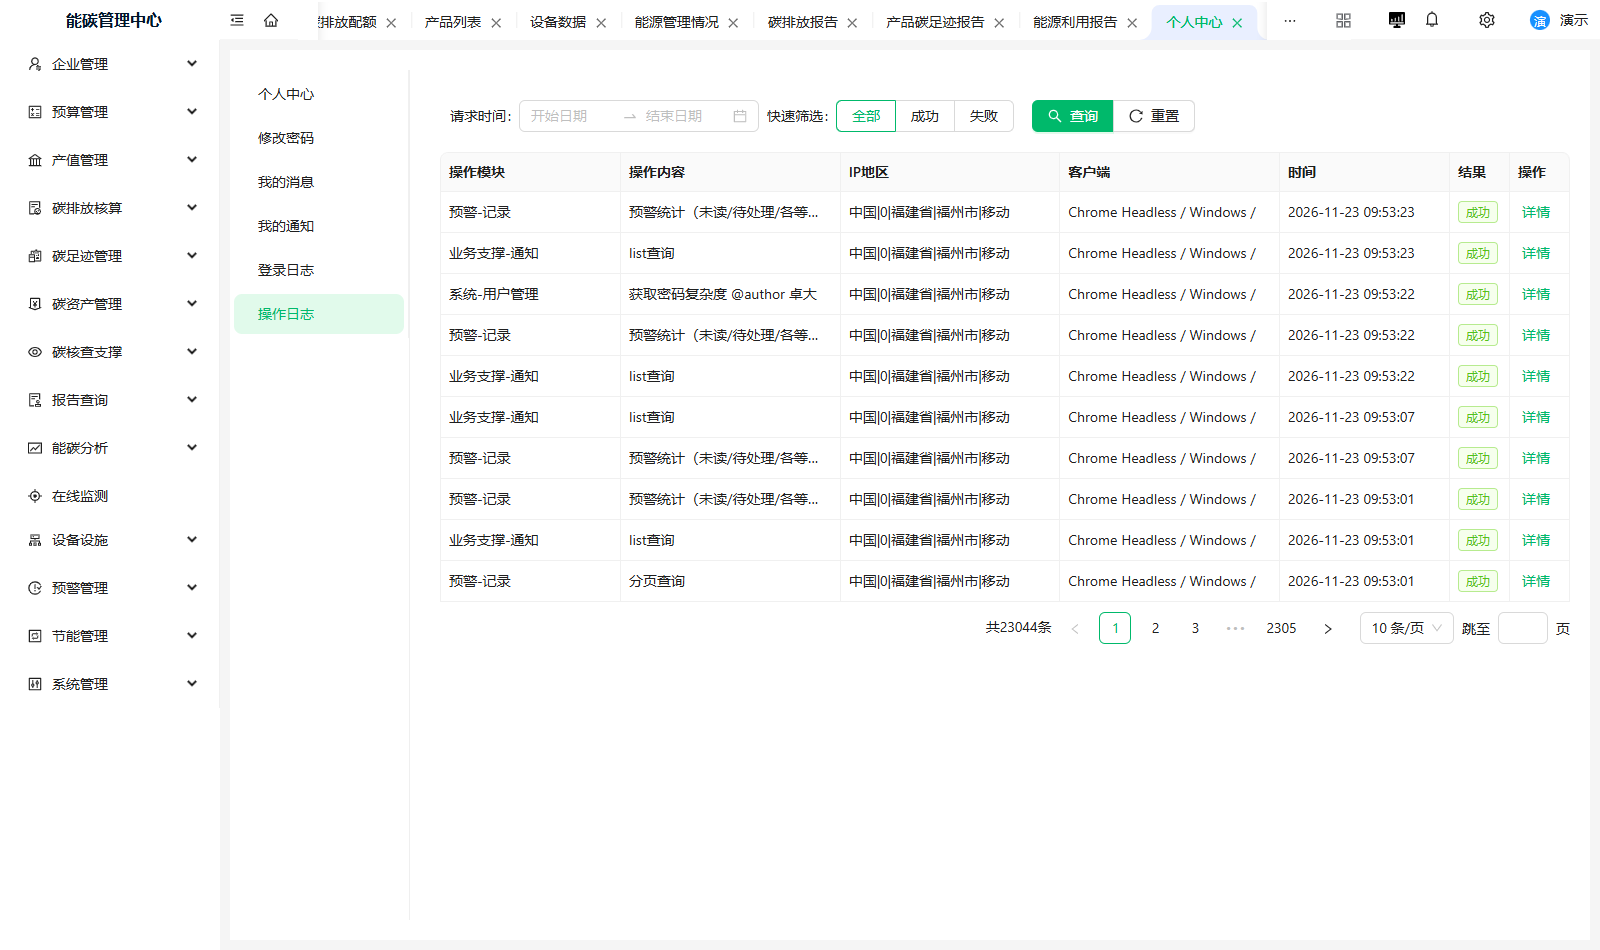 能碳管理中心
排放配额
产品列表
设备数据
能源管理情况
碳排放报告
产品碳足迹报告
能源利用报告
个人中心
演
演示
企业管理
预算管理
产值管理
碳排放核算
碳足迹管理
碳资产管理
碳核查支撑
报告查询
能碳分析
在线监测
设备设施
预警管理
节能管理
系统管理
个人中心
修改密码
我的消息
我的通知
登录日志
操作日志
请求时间: 开始日期 → 结束日期 快速筛选: 全部 成功 失败 查询 重置
操作模块 操作内容 IP地区 客户端 时间 结果 操作
预警-记录 预警统计（未读/待处理/各等... 中国|0|福建省|福州市|移动 Chrome Headless / Windows / 2026-11-23 09:53:23 成功 详情
业务支撑-通知 list查询 中国|0|福建省|福州市|移动 Chrome Headless / Windows / 2026-11-23 09:53:23 成功 详情
系统-用户管理 获取密码复杂度 @author 卓大 中国|0|福建省|福州市|移动 Chrome Headless / Windows / 2026-11-23 09:53:22 成功 详情
预警-记录 预警统计（未读/待处理/各等... 中国|0|福建省|福州市|移动 Chrome Headless / Windows / 2026-11-23 09:53:22 成功 详情
业务支撑-通知 list查询 中国|0|福建省|福州市|移动 Chrome Headless / Windows / 2026-11-23 09:53:22 成功 详情
业务支撑-通知 list查询 中国|0|福建省|福州市|移动 Chrome Headless / Windows / 2026-11-23 09:53:07 成功 详情
预警-记录 预警统计（未读/待处理/各等... 中国|0|福建省|福州市|移动 Chrome Headless / Windows / 2026-11-23 09:53:07 成功 详情
预警-记录 预警统计（未读/待处理/各等... 中国|0|福建省|福州市|移动 Chrome Headless / Windows / 2026-11-23 09:53:01 成功 详情
业务支撑-通知 list查询 中国|0|福建省|福州市|移动 Chrome Headless / Windows / 2026-11-23 09:53:01 成功 详情
预警-记录 分页查询 中国|0|福建省|福州市|移动 Chrome Headless / Windows / 2026-11-23 09:53:01 成功 详情
共23044条 < 1 2 3 ••• 2305 > 10 条/页 跳至 页